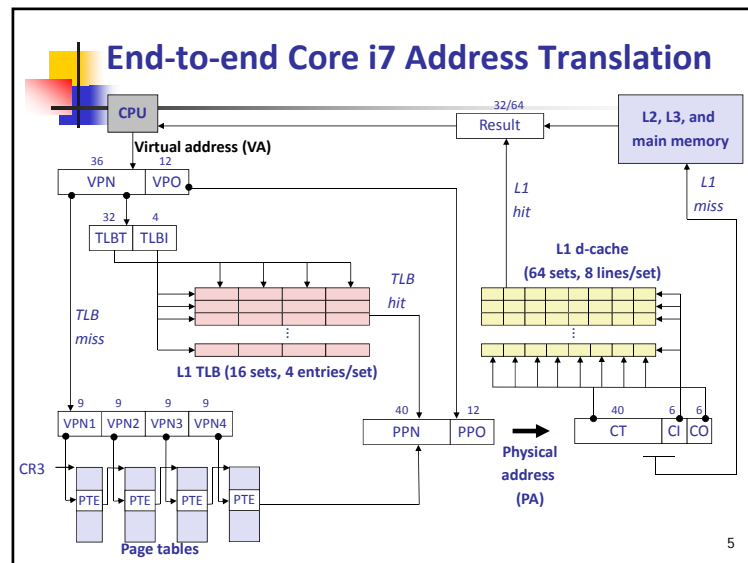 End-to-end Core i7 Address Translation
CPU
32/64
Result
L2, L3, and
main memory
Virtual address (VA)
36
12
VPN
VPO
L1
hit
L1
miss
32
4
TLBT
TLBI
L1 d-cache
(64 sets, 8 lines/set)
TLB
hit
TLB
miss
...
...
L1 TLB (16 sets, 4 entries/set)
9
9
9
9
VPN1
VPN2
VPN3
VPN4
40
12
PPN
PPO
40
6
6
CT
CI
CO
Physical
address
(PA)
CR3
PTE
PTE
PTE
PTE
Page tables
5